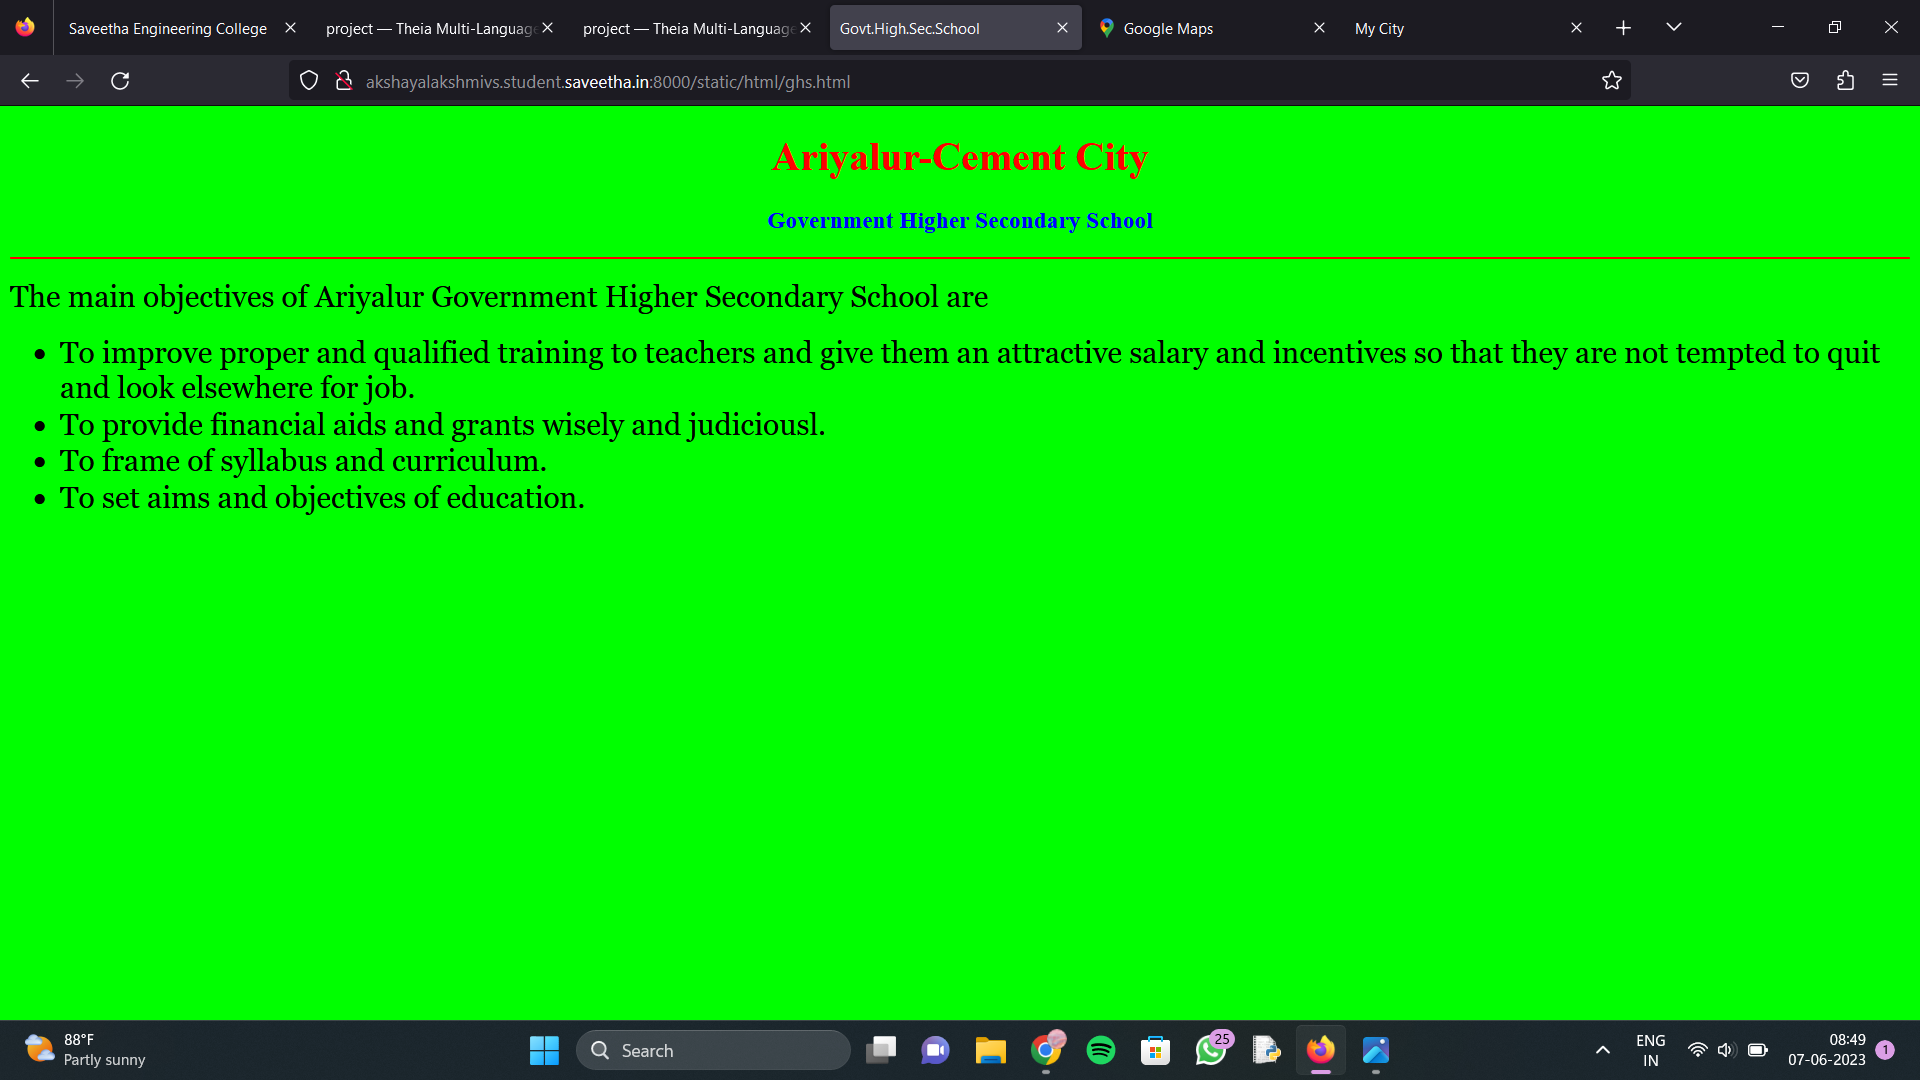 Saveetha Engineering College
project — Theia Multi-Language
project — Theia Multi-Language
Govt.High.Sec.School
Google Maps
My City
akshayalakshmivs.student.saveetha.in:8000/static/html/ghs.html
Ariyalur-Cement City
Government Higher Secondary School
The main objectives of Ariyalur Government Higher Secondary School are
• To improve proper and qualified training to teachers and give them an attractive salary and incentives so that they are not tempted to quit
and look elsewhere for job.
• To provide financial aids and grants wisely and judiciousl.
• To frame of syllabus and curriculum.
• To set aims and objectives of education.
88°F
Partly sunny
Search
25
ENG
IN
08:49
07-06-2023
1